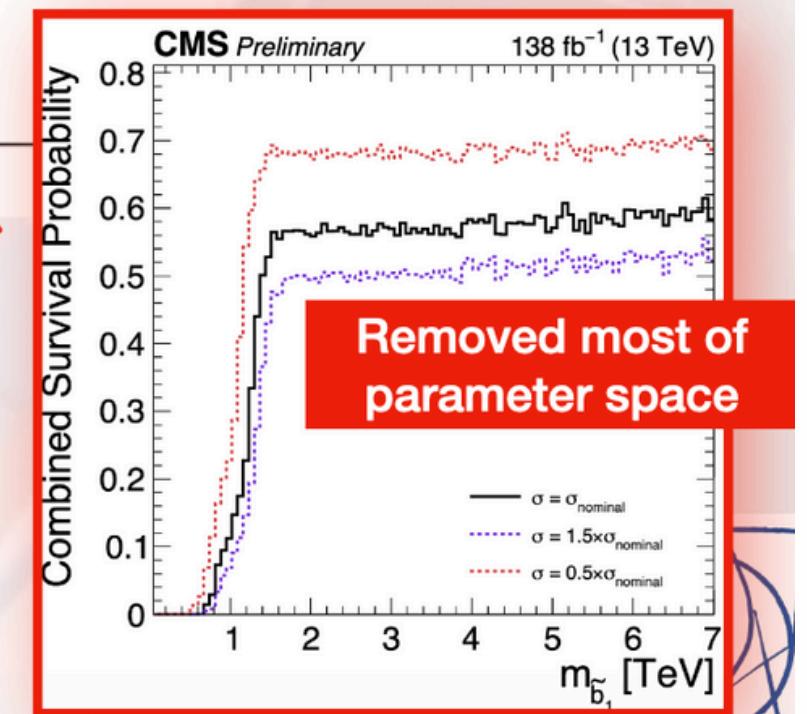 CMS Preliminary 138 fb⁻¹ (13 TeV)
Combined Survival Probability
0.8
0.7
0.6
0.5
0.4
0.3
0.2
0.1
0
Removed most of
parameter space
σ = σnominal
σ = 1.5×σnominal
σ = 0.5×σnominal
1 2 3 4 5 6 7
m_b̃₁ [TeV]